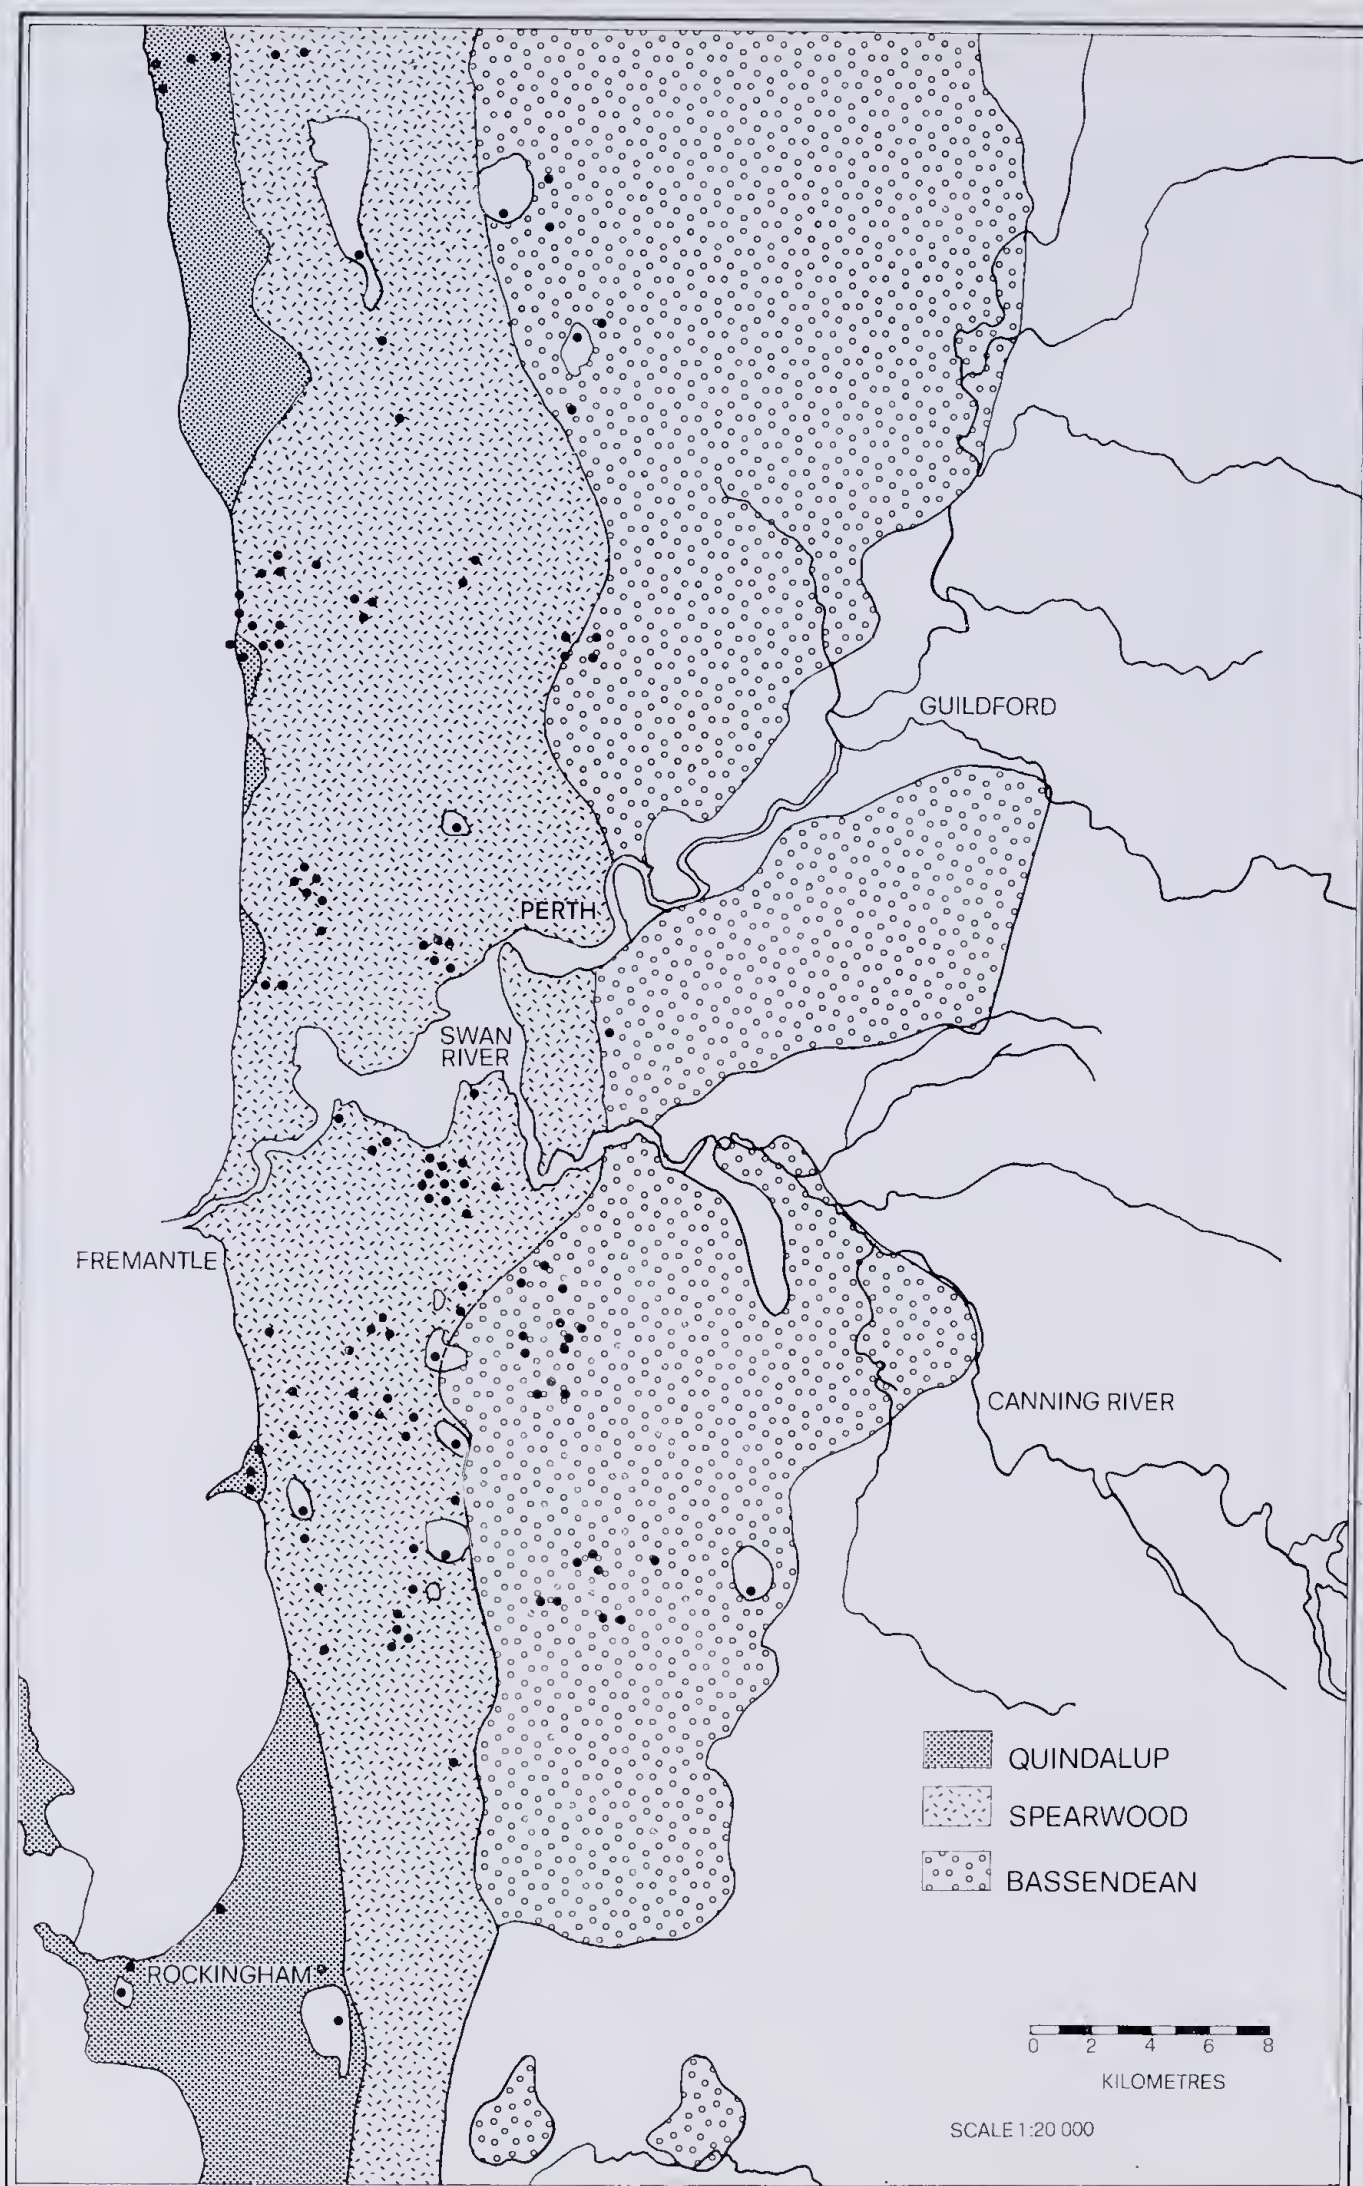 GUILDFORD
PERTH
SWAN
RIVER
FREMANTLE
CANNING RIVER
QUINDALUP
SPEARWOOD
BASSENDEAN
ROCKINGHAM
0 2 4 6 8
KILOMETRES
SCALE 1:20 000